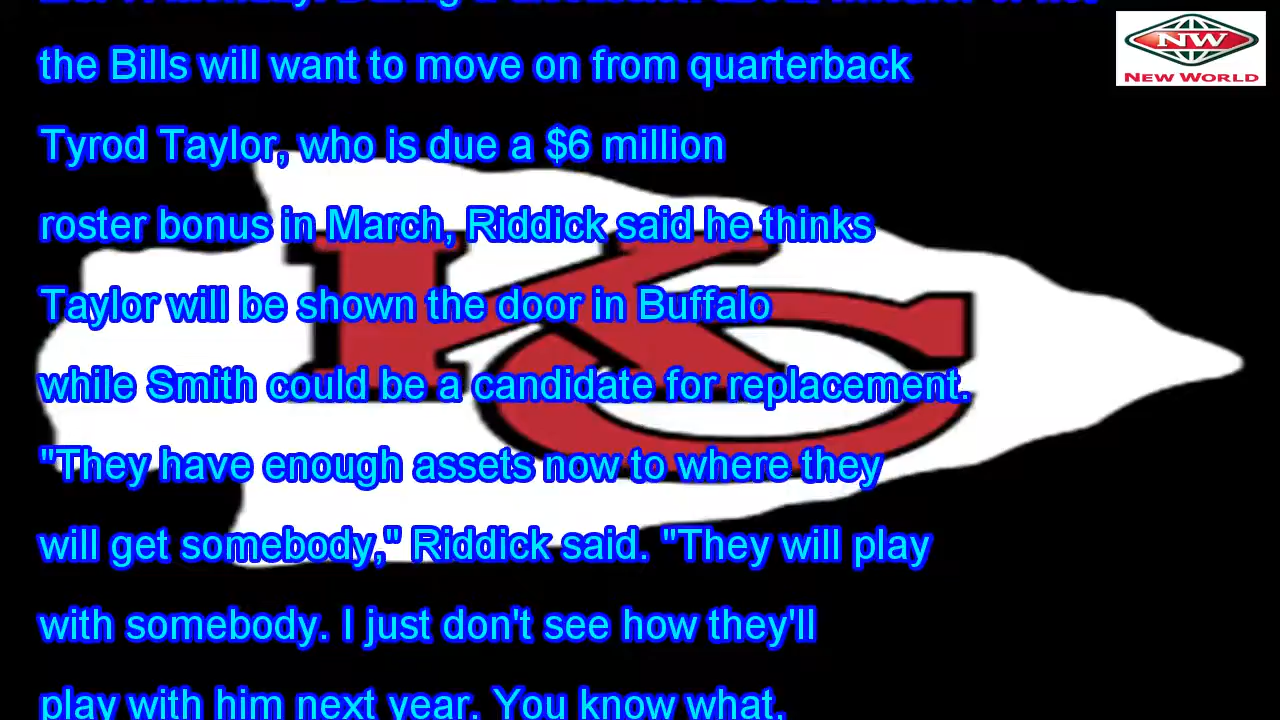 the Bills will want to move on from quarterback
Tyrod Taylor, who is due a $6 million
roster bonus in March, Riddick said he thinks
Taylor will be shown the door in Buffalo
while Smith could be a candidate for replacement.
"They have enough assets now to where they
will get somebody," Riddick said. "They will play
with somebody. I just don't see how they'll
play with him next year. You know what,
NW
NEW WORLD
KC